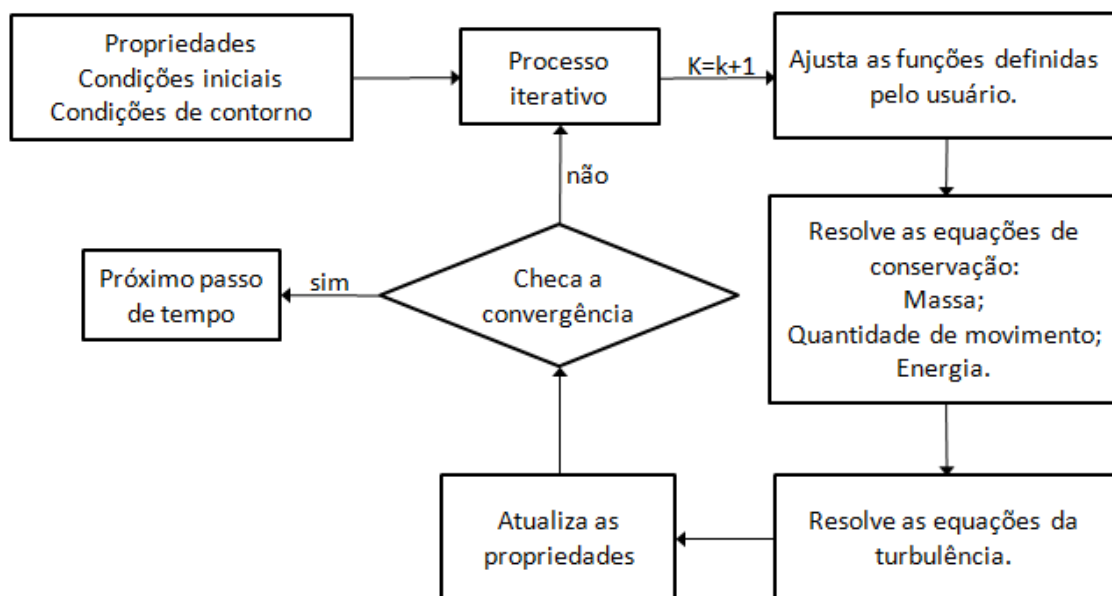 Propriedades
Condições iniciais
Condições de contorno
Processo
iterativo
K=k+1
Ajusta as funções definidas
pelo usuário.
Resolve as equações de
conservação:
Massa;
Quantidade de movimento;
Energia.
Resolve as equações da
turbulência.
Atualiza as
propriedades
Checa a
convergência
não
sim
Próximo passo
de tempo